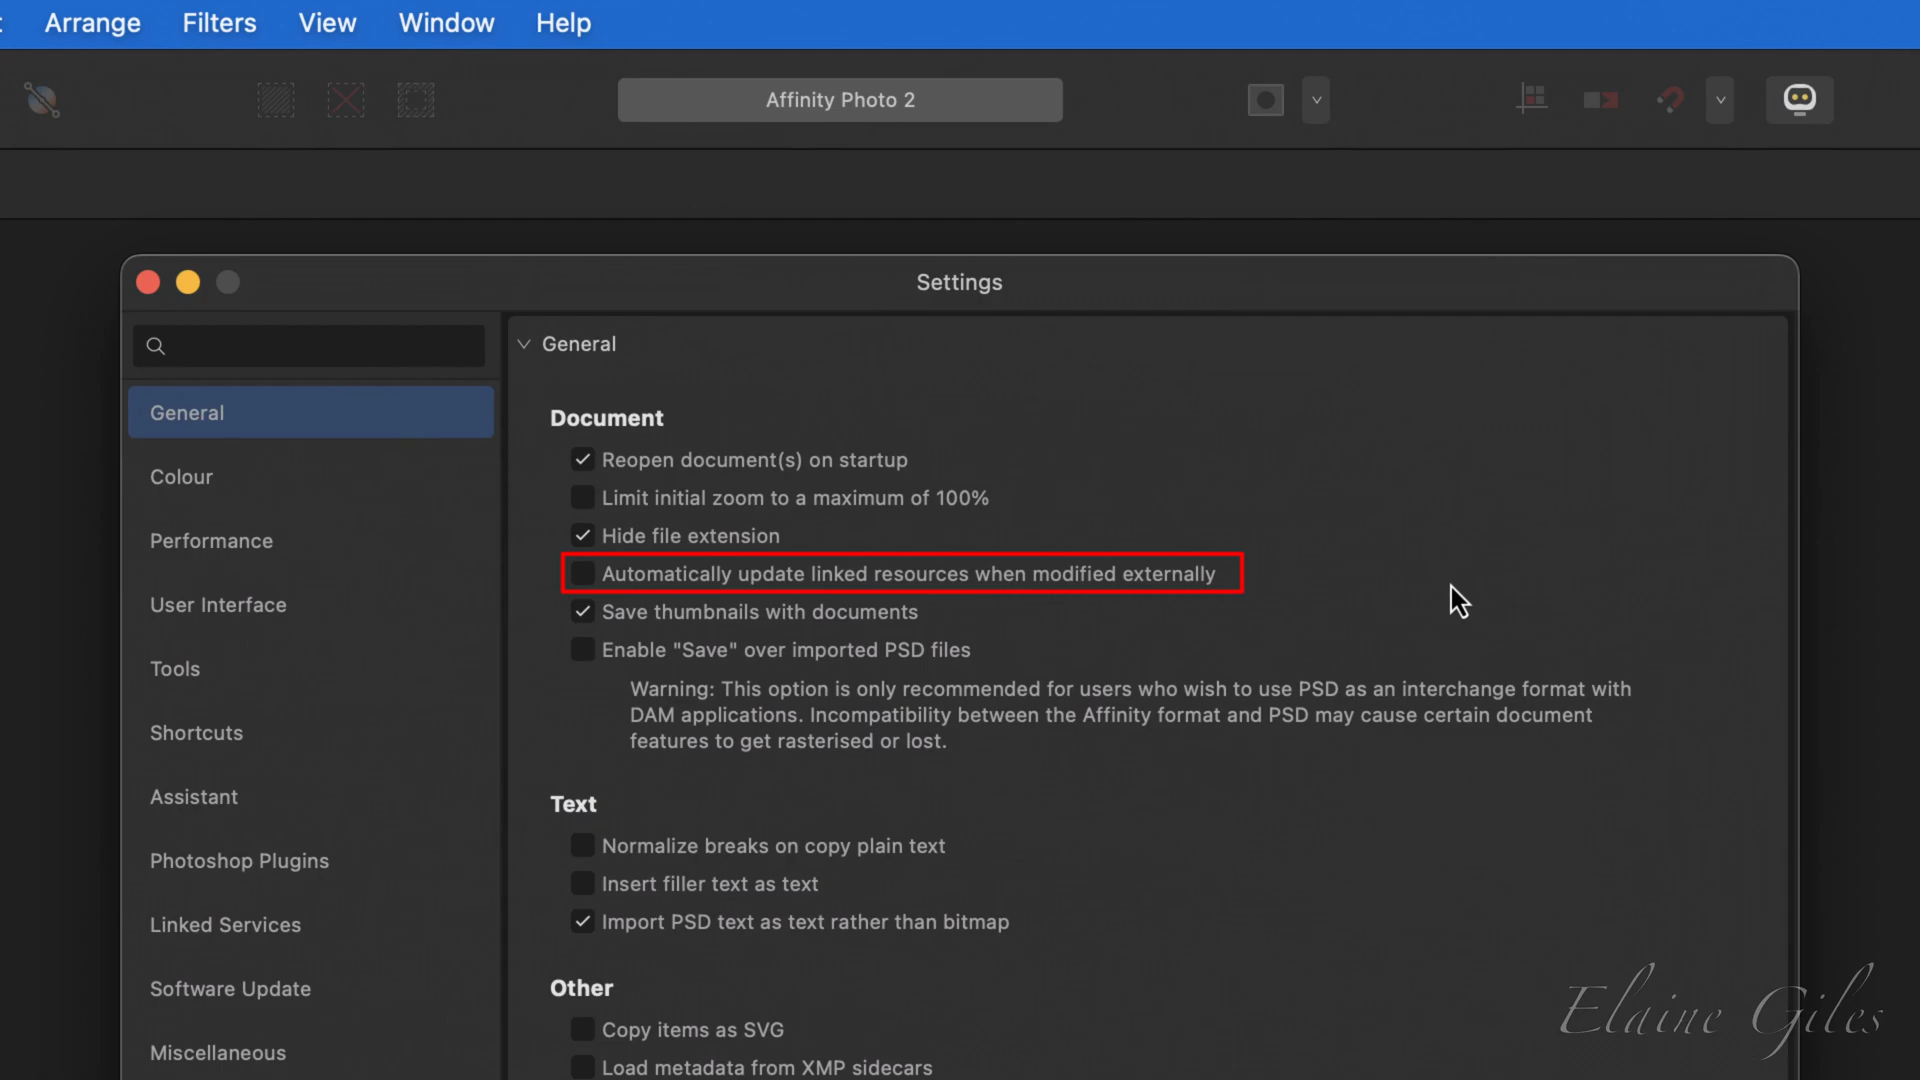 Arrange
Filters
View
Window
Help
Affinity Photo 2
Settings
General
Colour
Performance
User Interface
Tools
Shortcuts
Assistant
Photoshop Plugins
Linked Services
Software Update
Miscellaneous
General
Document
Reopen document(s) on startup
Limit initial zoom to a maximum of 100%
Hide file extension
Automatically update linked resources when modified externally
Save thumbnails with documents
Enable "Save" over imported PSD files
Warning: This option is only recommended for users who wish to use PSD as an interchange format with
DAM applications. Incompatibility between the Affinity format and PSD may cause certain document
features to get rasterised or lost.
Text
Normalize breaks on copy plain text
Insert filler text as text
Import PSD text as text rather than bitmap
Other
Copy items as SVG
Load metadata from XMP sidecars
Elaine Giles